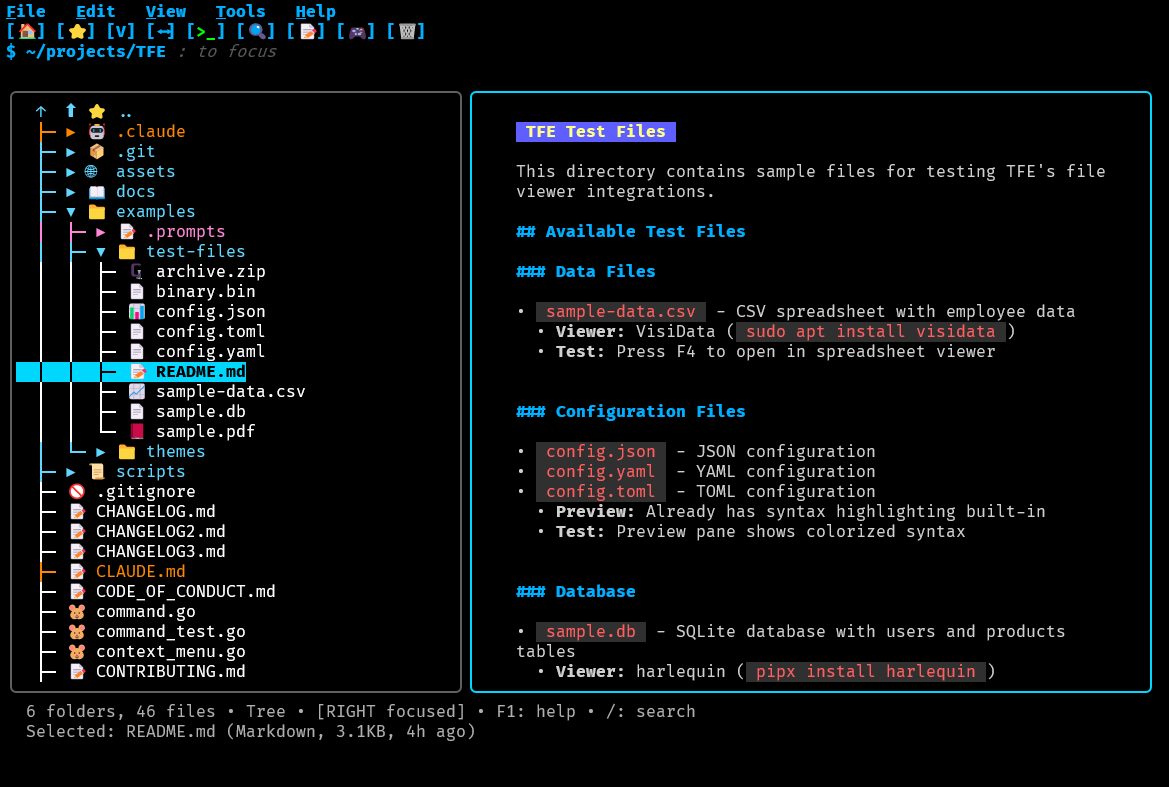 File Edit View Tools Help
[🏠] [⭐] [V] [↔] [>_] [🔍] [📝] [🎮] [🗑]
$ ~/projects/TFE : to focus
↑ ⬆ ⭐ ..
▶ .claude
▶ .git
▶ assets
▶ docs
▼ examples
▶ .prompts
▼ test-files
archive.zip
binary.bin
config.json
config.toml
config.yaml
README.md
sample-data.csv
sample.db
sample.pdf
▶ themes
▶ scripts
.gitignore
CHANGELOG.md
CHANGELOG2.md
CHANGELOG3.md
CLAUDE.md
CODE_OF_CONDUCT.md
command.go
command_test.go
context_menu.go
CONTRIBUTING.md
TFE Test Files
This directory contains sample files for testing TFE's file
viewer integrations.
## Available Test Files
### Data Files
• sample-data.csv - CSV spreadsheet with employee data
• Viewer: VisiData ( sudo apt install visidata )
• Test: Press F4 to open in spreadsheet viewer
### Configuration Files
• config.json - JSON configuration
• config.yaml - YAML configuration
• config.toml - TOML configuration
• Preview: Already has syntax highlighting built-in
• Test: Preview pane shows colorized syntax
### Database
• sample.db - SQLite database with users and products
tables
• Viewer: harlequin ( pipx install harlequin )
6 folders, 46 files • Tree • [RIGHT focused] • F1: help • /: search
Selected: README.md (Markdown, 3.1KB, 4h ago)